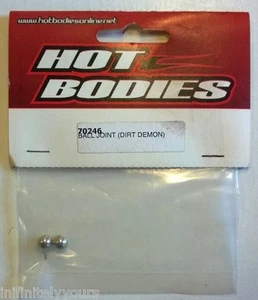 www.hotbodiesonline.net
HOT
BODIES
70246
BALL JOINT (DIRT DEMON)
infinitelyyours